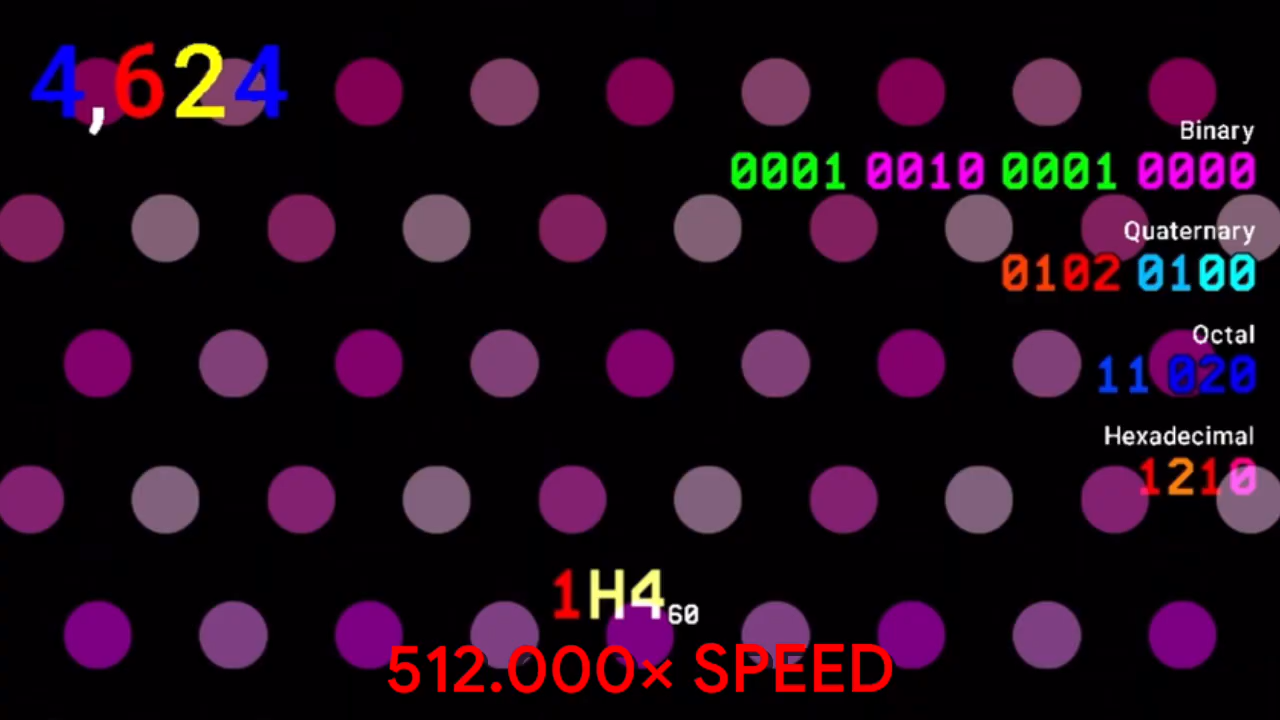 4,624
Binary
0001 0010 0001 0000
Quaternary
0102 0100
Octal
11 020
Hexadecimal
1210
1H4₆₀
512.000× SPEED